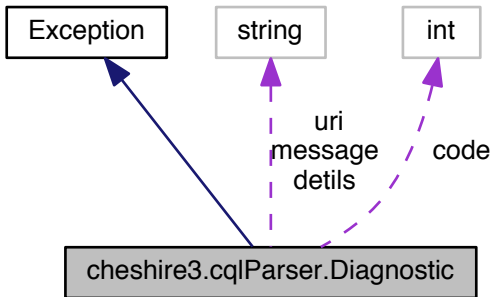 Exception
string
int
uri
message
detils
code
cheshire3.cqlParser.Diagnostic